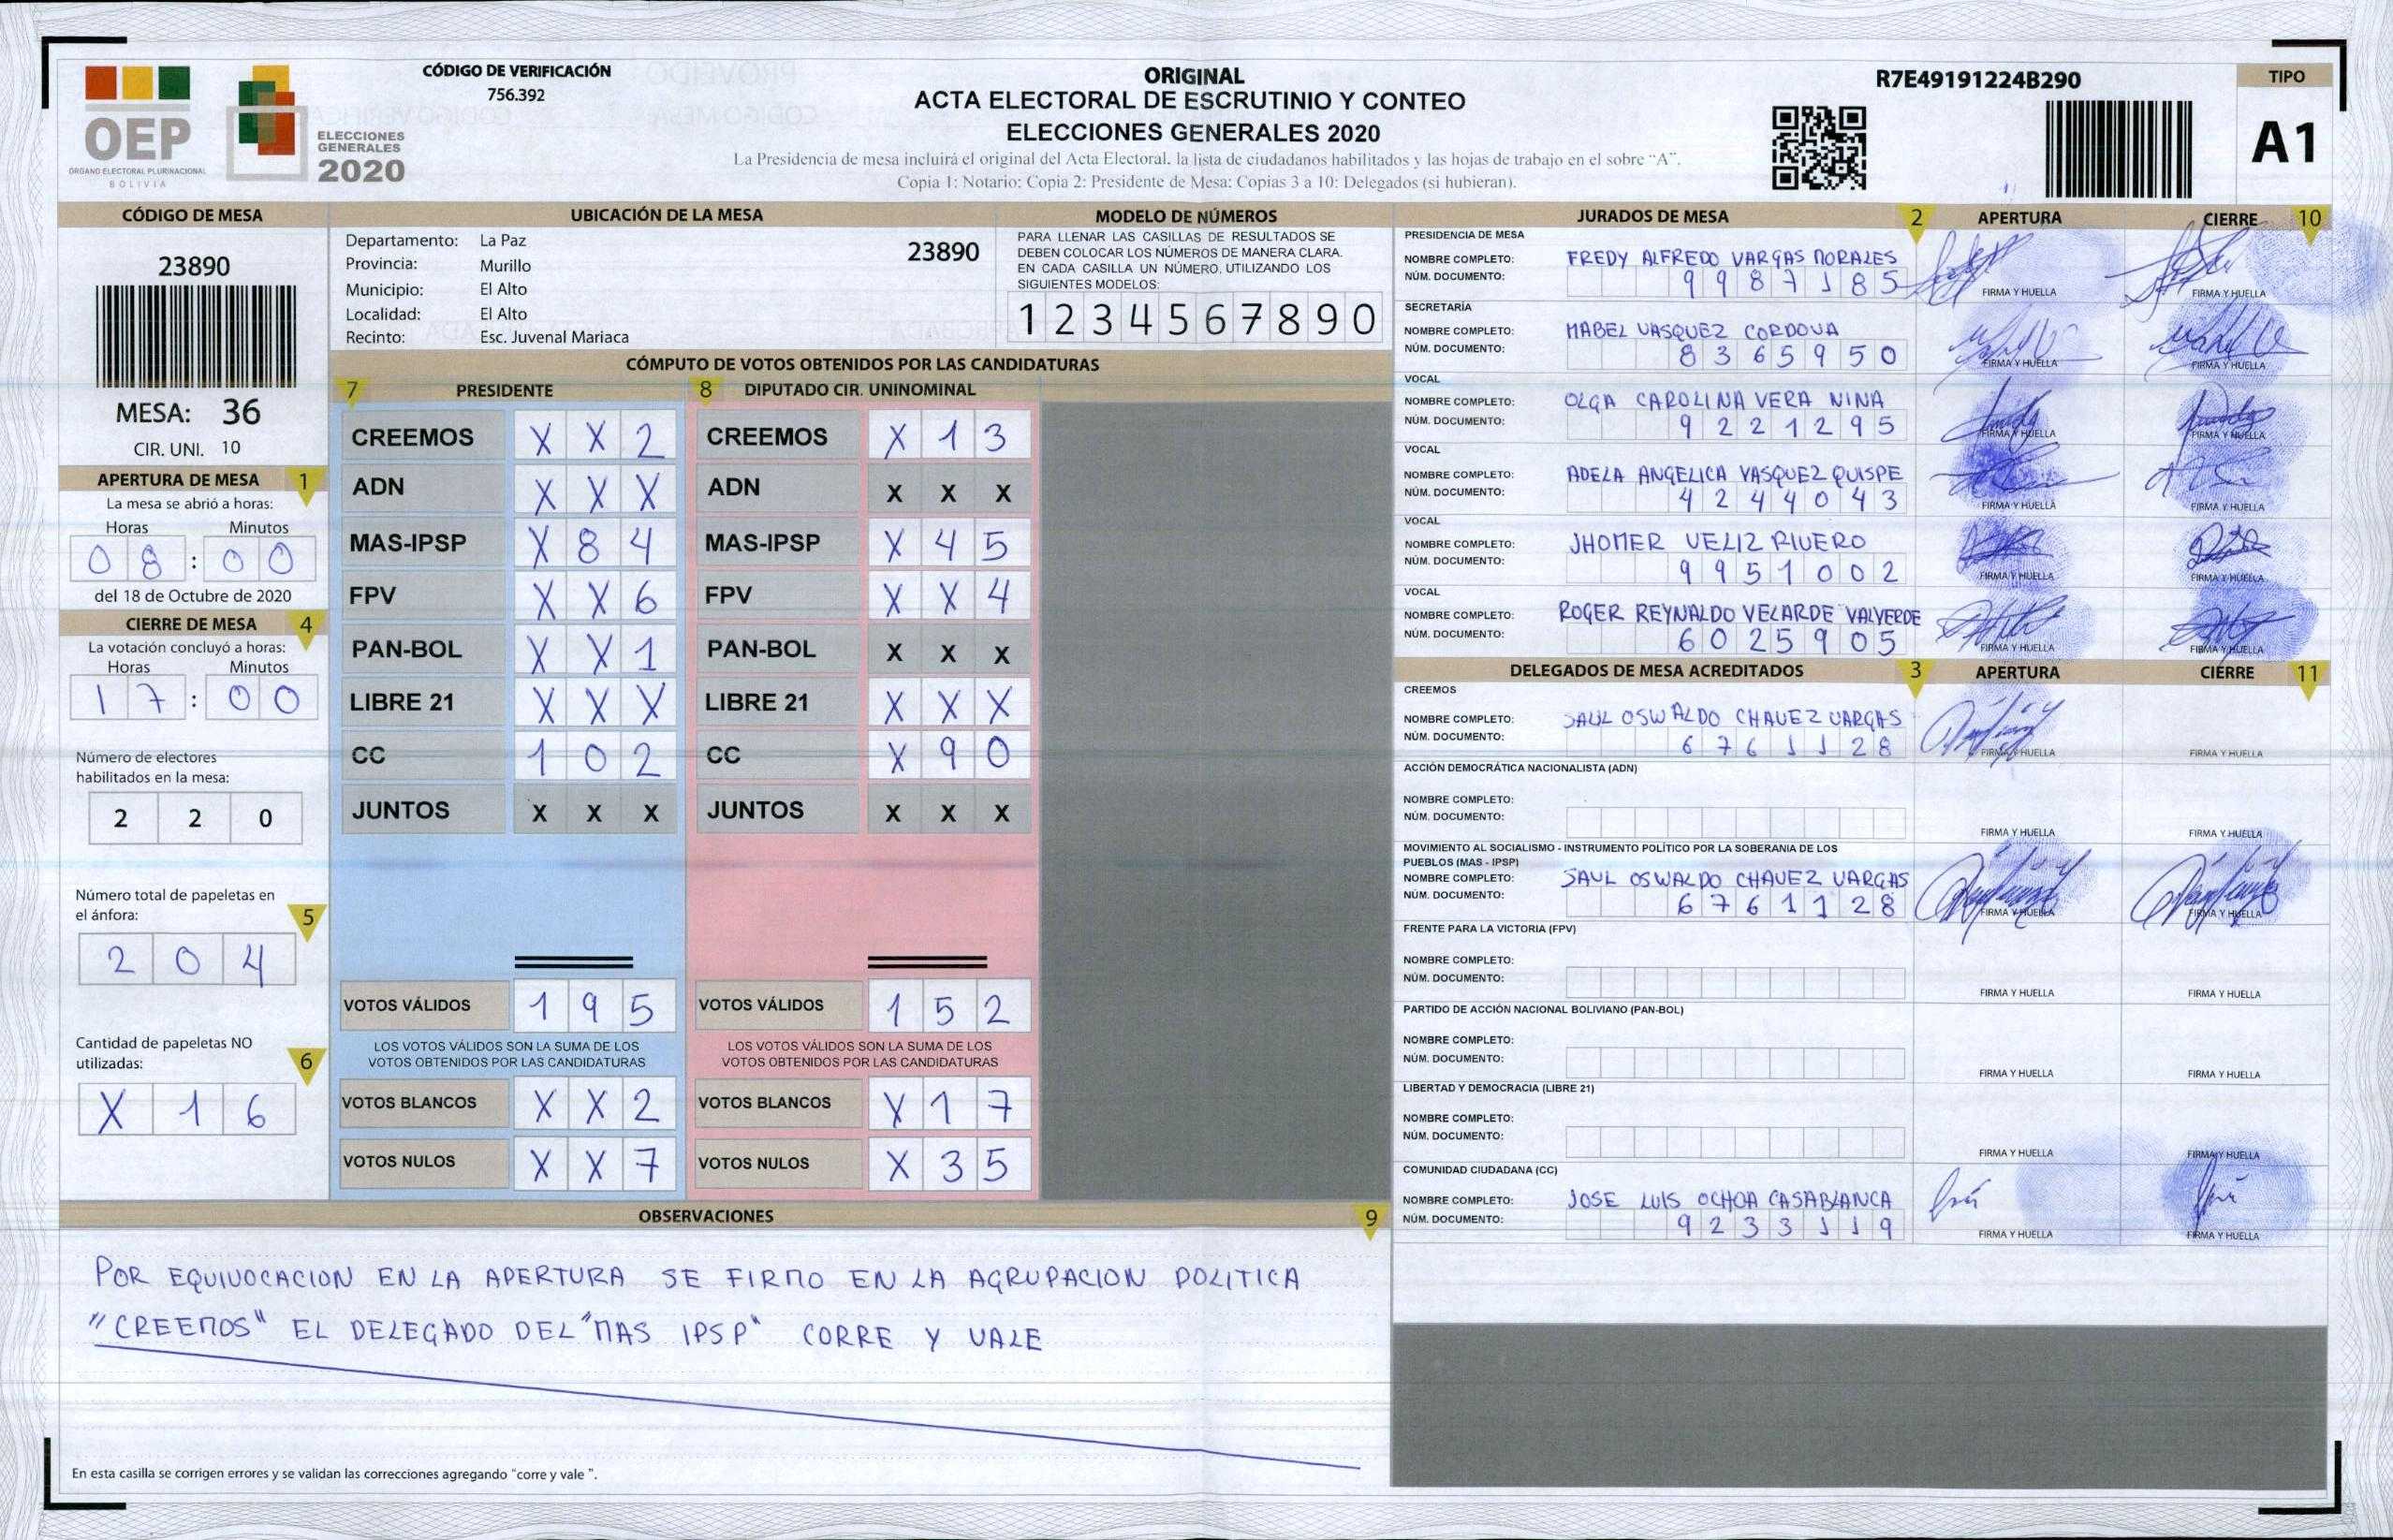 OEP
ÓRGANO ELECTORAL PLURINACIONAL
BOLIVIA
ELECCIONES
GENERALES
2020
CÓDIGO DE VERIFICACIÓN
756.392
ORIGINAL
ACTA ELECTORAL DE ESCRUTINIO Y CONTEO
ELECCIONES GENERALES 2020
La Presidencia de mesa incluirá el original del Acta Electoral. la lista de ciudadanos habilitados y las hojas de trabajo en el sobre “A”.
Copia 1: Notario: Copia 2: Presidente de Mesa: Copias 3 a 10: Delegados (si hubieran).
R7E49191224B290
TIPO
A1
CÓDIGO DE MESA
23890
MESA: 36
CIR. UNI. 10
APERTURA DE MESA 1
La mesa se abrió a horas:
Horas Minutos
0 8 : 0 0
del 18 de Octubre de 2020
CIERRE DE MESA 4
La votación concluyó a horas:
Horas Minutos
1 7 : 0 0
Número de electores
habilitados en la mesa:
2 2 0
Número total de papeletas en
el ánfora: 5
2 0 4
Cantidad de papeletas NO
utilizadas: 6
X 1 6
UBICACIÓN DE LA MESA
Departamento: La Paz 23890
Provincia: Murillo
Municipio: El Alto
Localidad: El Alto
Recinto: Esc. Juvenal Mariaca
MODELO DE NÚMEROS
PARA LLENAR LAS CASILLAS DE RESULTADOS SE
DEBEN COLOCAR LOS NÚMEROS DE MANERA CLARA.
EN CADA CASILLA UN NÚMERO, UTILIZANDO LOS
SIGUIENTES MODELOS:
1 2 3 4 5 6 7 8 9 0
CÓMPUTO DE VOTOS OBTENIDOS POR LAS CANDIDATURAS
7 PRESIDENTE 8 DIPUTADO CIR. UNINOMINAL
CREEMOS X X 2 CREEMOS X 1 3
ADN X X X ADN X X X
MAS-IPSP X 8 4 MAS-IPSP X 4 5
FPV X X 6 FPV X X 4
PAN-BOL X X 1 PAN-BOL X X X
LIBRE 21 X X X LIBRE 21 X X X
CC 1 0 2 CC X 9 0
JUNTOS X X X JUNTOS X X X
VOTOS VÁLIDOS 1 9 5 VOTOS VÁLIDOS 1 5 2
LOS VOTOS VÁLIDOS SON LA SUMA DE LOS LOS VOTOS VÁLIDOS SON LA SUMA DE LOS
VOTOS OBTENIDOS POR LAS CANDIDATURAS VOTOS OBTENIDOS POR LAS CANDIDATURAS
VOTOS BLANCOS X X 2 VOTOS BLANCOS X 1 7
VOTOS NULOS X X 7 VOTOS NULOS X 3 5
OBSERVACIONES 9
POR EQUIVOCACION EN LA APERTURA SE FIRMO EN LA AGRUPACION POLITICA
"CREEMOS" EL DELEGADO DEL "MAS IPSP" CORRE Y VALE
En esta casilla se corrigen errores y se validan las correcciones agregando “corre y vale ”.
JURADOS DE MESA 2 APERTURA CIERRE 10
PRESIDENCIA DE MESA
NOMBRE COMPLETO: FREDY ALFREDO VARGAS MORALES
NÚM. DOCUMENTO: 9 9 8 7 1 8 5
FIRMA Y HUELLA FIRMA Y HUELLA
SECRETARÍA
NOMBRE COMPLETO: MABEL VASQUEZ CORDOVA
NÚM. DOCUMENTO: 8 3 6 5 9 5 0
FIRMA Y HUELLA FIRMA Y HUELLA
VOCAL
NOMBRE COMPLETO: OLGA CAROLINA VERA NINA
NÚM. DOCUMENTO: 9 2 2 1 2 9 5
FIRMA Y HUELLA FIRMA Y HUELLA
VOCAL
NOMBRE COMPLETO: ADELA ANGELICA VASQUEZ QUISPE
NÚM. DOCUMENTO: 4 2 4 4 0 4 3
FIRMA Y HUELLA FIRMA Y HUELLA
VOCAL
NOMBRE COMPLETO: JHOMER VELIZ RIVERO
NÚM. DOCUMENTO: 9 9 5 1 0 0 2
FIRMA Y HUELLA FIRMA Y HUELLA
VOCAL
NOMBRE COMPLETO: ROGER REYNALDO VELARDE VALVERDE
NÚM. DOCUMENTO: 6 0 2 5 9 0 5
FIRMA Y HUELLA FIRMA Y HUELLA
DELEGADOS DE MESA ACREDITADOS 3 APERTURA CIERRE 11
CREEMOS
NOMBRE COMPLETO: SAUL OSWALDO CHAVEZ VARGAS
NÚM. DOCUMENTO: 6 7 6 1 1 2 8
FIRMA Y HUELLA FIRMA Y HUELLA
ACCIÓN DEMOCRÁTICA NACIONALISTA (ADN)
NOMBRE COMPLETO:
NÚM. DOCUMENTO:
FIRMA Y HUELLA FIRMA Y HUELLA
MOVIMIENTO AL SOCIALISMO - INSTRUMENTO POLÍTICO POR LA SOBERANIA DE LOS
PUEBLOS (MAS - IPSP)
NOMBRE COMPLETO: SAUL OSWALDO CHAVEZ VARGAS
NÚM. DOCUMENTO: 6 7 6 1 1 2 8
FIRMA Y HUELLA FIRMA Y HUELLA
FRENTE PARA LA VICTORIA (FPV)
NOMBRE COMPLETO:
NÚM. DOCUMENTO:
FIRMA Y HUELLA FIRMA Y HUELLA
PARTIDO DE ACCIÓN NACIONAL BOLIVIANO (PAN-BOL)
NOMBRE COMPLETO:
NÚM. DOCUMENTO:
FIRMA Y HUELLA FIRMA Y HUELLA
LIBERTAD Y DEMOCRACIA (LIBRE 21)
NOMBRE COMPLETO:
NÚM. DOCUMENTO:
FIRMA Y HUELLA FIRMA Y HUELLA
COMUNIDAD CIUDADANA (CC)
NOMBRE COMPLETO: JOSE LUIS OCHOA CASABLANCA
NÚM. DOCUMENTO: 9 2 3 3 1 1 9
FIRMA Y HUELLA FIRMA Y HUELLA